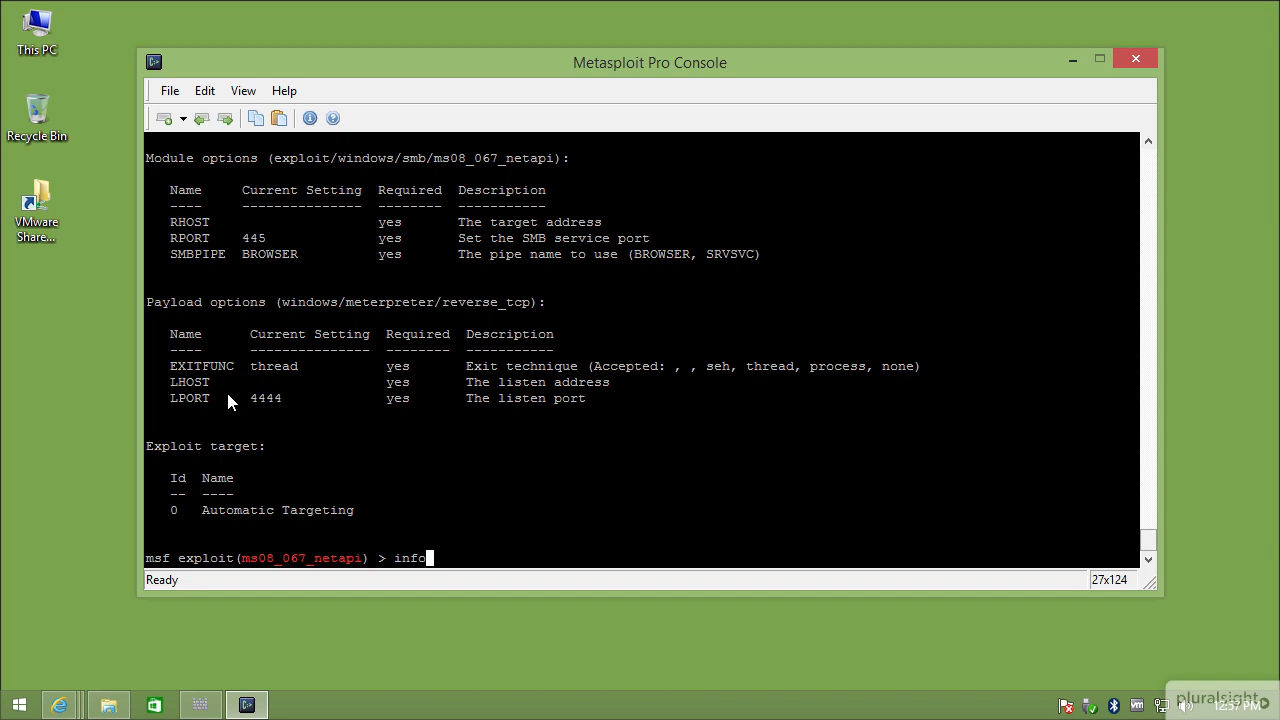 This PC
Recycle Bin
VMware
Share...
Metasploit Pro Console
File Edit View Help
Module options (exploit/windows/smb/ms08_067_netapi):
Name Current Setting Required Description
---- --------------- -------- -----------
RHOST yes The target address
RPORT 445 yes Set the SMB service port
SMBPIPE BROWSER yes The pipe name to use (BROWSER, SRVSVC)
Payload options (windows/meterpreter/reverse_tcp):
Name Current Setting Required Description
---- --------------- -------- -----------
EXITFUNC thread yes Exit technique (Accepted: , , seh, thread, process, none)
LHOST yes The listen address
LPORT 4444 yes The listen port
Exploit target:
Id Name
-- ----
0 Automatic Targeting
msf exploit(ms08_067_netapi) > info
Ready 27x124
pluralsight
12:57 PM